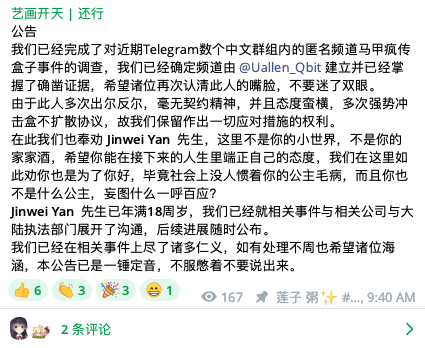 艺画开天 | 还行
公告
我们已经完成了对近期Telegram数个中文群组内的匿名频道马甲疯传
盒子事件的调查，我们已经确定频道由 @Uallen_Qbit 建立并已经掌
握了确凿证据，希望诸位再次认清此人的嘴脸，不要迷了双眼。
由于此人多次出尔反尔，毫无契约精神，并且态度蛮横，多次强势冲
击盒不扩散协议，故我们保留作出一切应对措施的权利。
在此我们也奉劝 Jinwei Yan 先生，这里不是你的小世界，不是你的
家家酒，希望你能在接下来的人生里端正自己的态度，我们在这里如
此劝你也是为了你好，毕竟社会上没人惯着你的公主毛病，而且你也
不是什么公主，妄图什么一呼百应？
Jinwei Yan 先生已年满18周岁，我们已经就相关事件与相关公司与大
陆执法部门展开了沟通，后续进展随时公布。
我们已经在相关事件上尽了诸多仁义，如有处理不周也希望诸位海
涵，本公告已是一锤定音，不服憋着不要说出来。
👍 6 👏 3 🎉 3 😁 1 167 莲子 粥✨ #..., 9:40 AM
2 条评论